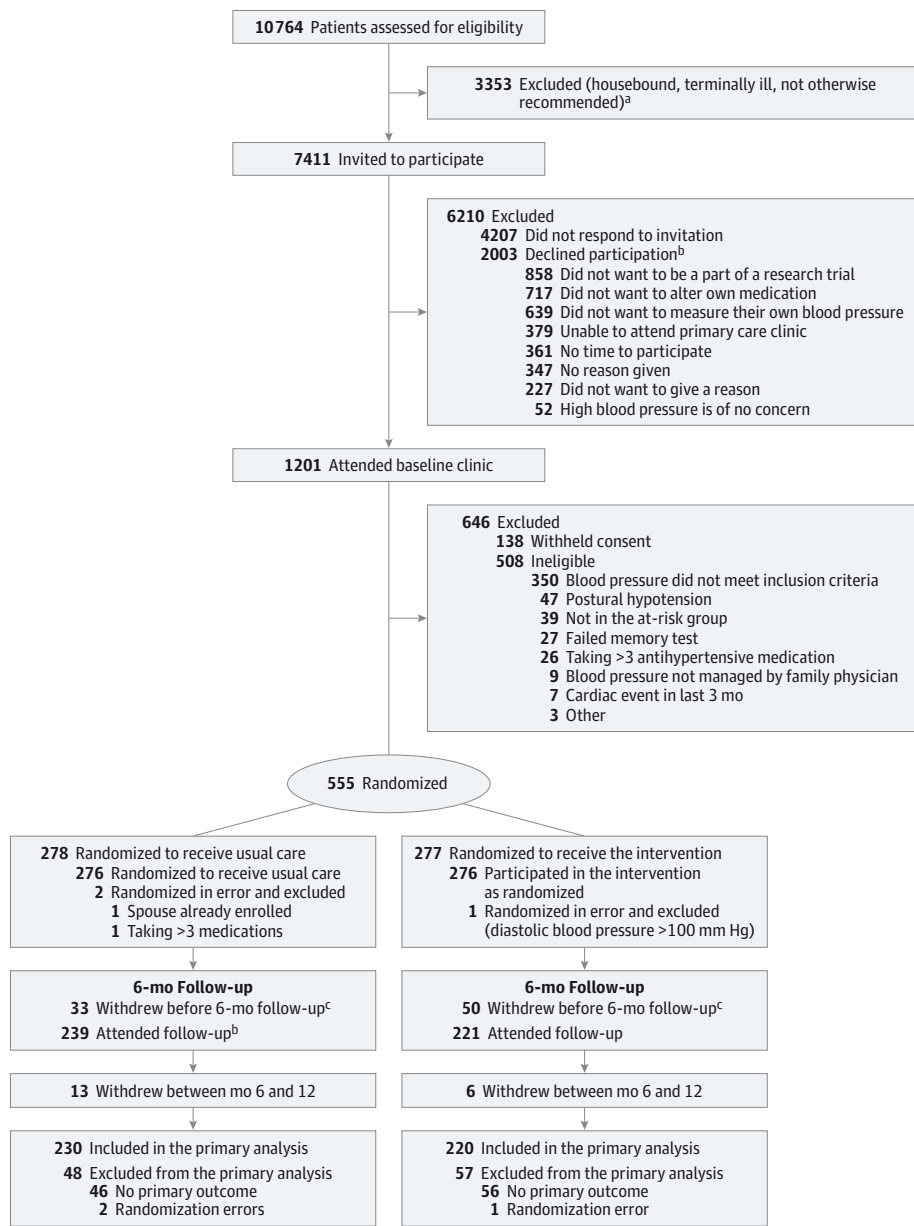 10764 Patients assessed for eligibility
3353 Excluded (housebound, terminally ill, not otherwise
recommended)a
7411 Invited to participate
6210 Excluded
4207 Did not respond to invitation
2003 Declined participationb
858 Did not want to be a part of a research trial
717 Did not want to alter own medication
639 Did not want to measure their own blood pressure
379 Unable to attend primary care clinic
361 No time to participate
347 No reason given
227 Did not want to give a reason
52 High blood pressure is of no concern
1201 Attended baseline clinic
646 Excluded
138 Withheld consent
508 Ineligible
350 Blood pressure did not meet inclusion criteria
47 Postural hypotension
39 Not in the at-risk group
27 Failed memory test
26 Taking >3 antihypertensive medication
9 Blood pressure not managed by family physician
7 Cardiac event in last 3 mo
3 Other
555 Randomized
278 Randomized to receive usual care
276 Randomized to receive usual care
2 Randomized in error and excluded
1 Spouse already enrolled
1 Taking >3 medications
277 Randomized to receive the intervention
276 Participated in the intervention
as randomized
1 Randomized in error and excluded
(diastolic blood pressure >100 mm Hg)
6-mo Follow-up
33 Withdrew before 6-mo follow-upc
239 Attended follow-upb
6-mo Follow-up
50 Withdrew before 6-mo follow-upc
221 Attended follow-up
13 Withdrew between mo 6 and 12
6 Withdrew between mo 6 and 12
230 Included in the primary analysis
48 Excluded from the primary analysis
46 No primary outcome
2 Randomization errors
220 Included in the primary analysis
57 Excluded from the primary analysis
56 No primary outcome
1 Randomization error